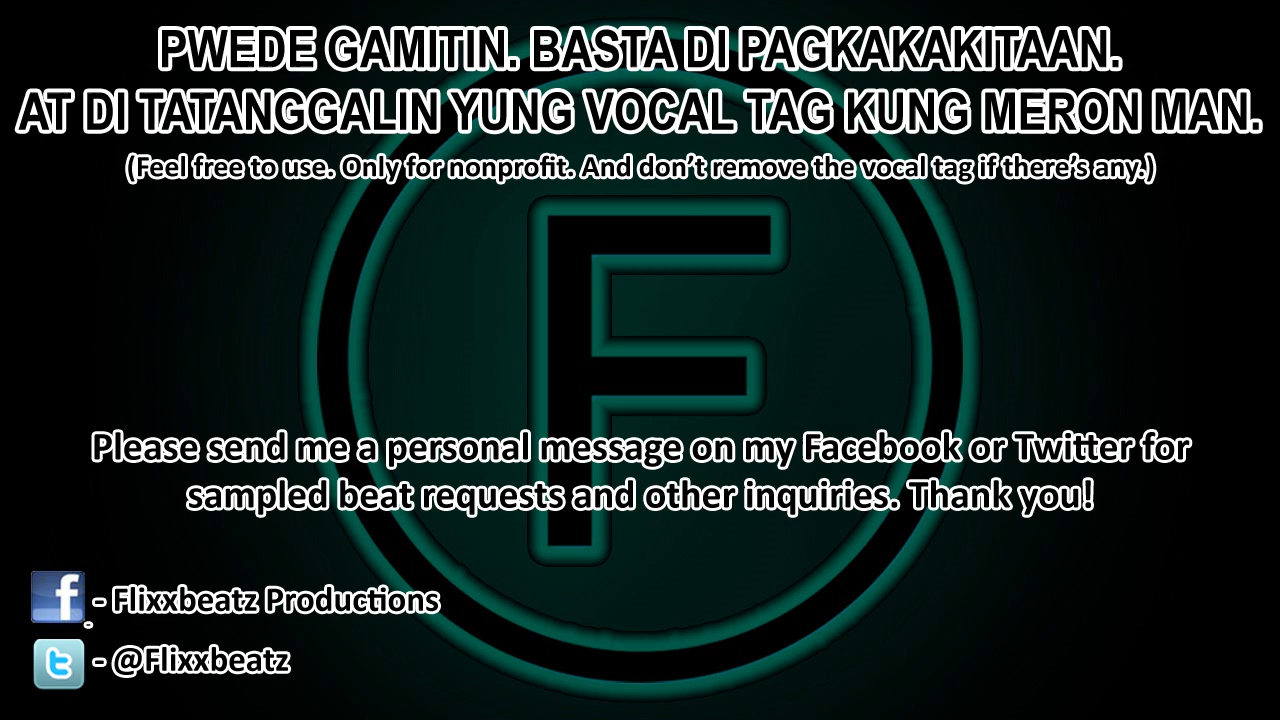 PWEDE GAMITIN. BASTA DI PAGKAKAKITAAN.
AT DI TATANGGALIN YUNG VOCAL TAG KUNG MERON MAN.
(Feel free to use. Only for nonprofit. And don’t remove the vocal tag if there’s any.)
F
Please send me a personal message on my Facebook or Twitter for
sampled beat requests and other inquiries. Thank you!
f - Flixxbeatz Productions
-
t - @Flixxbeatz